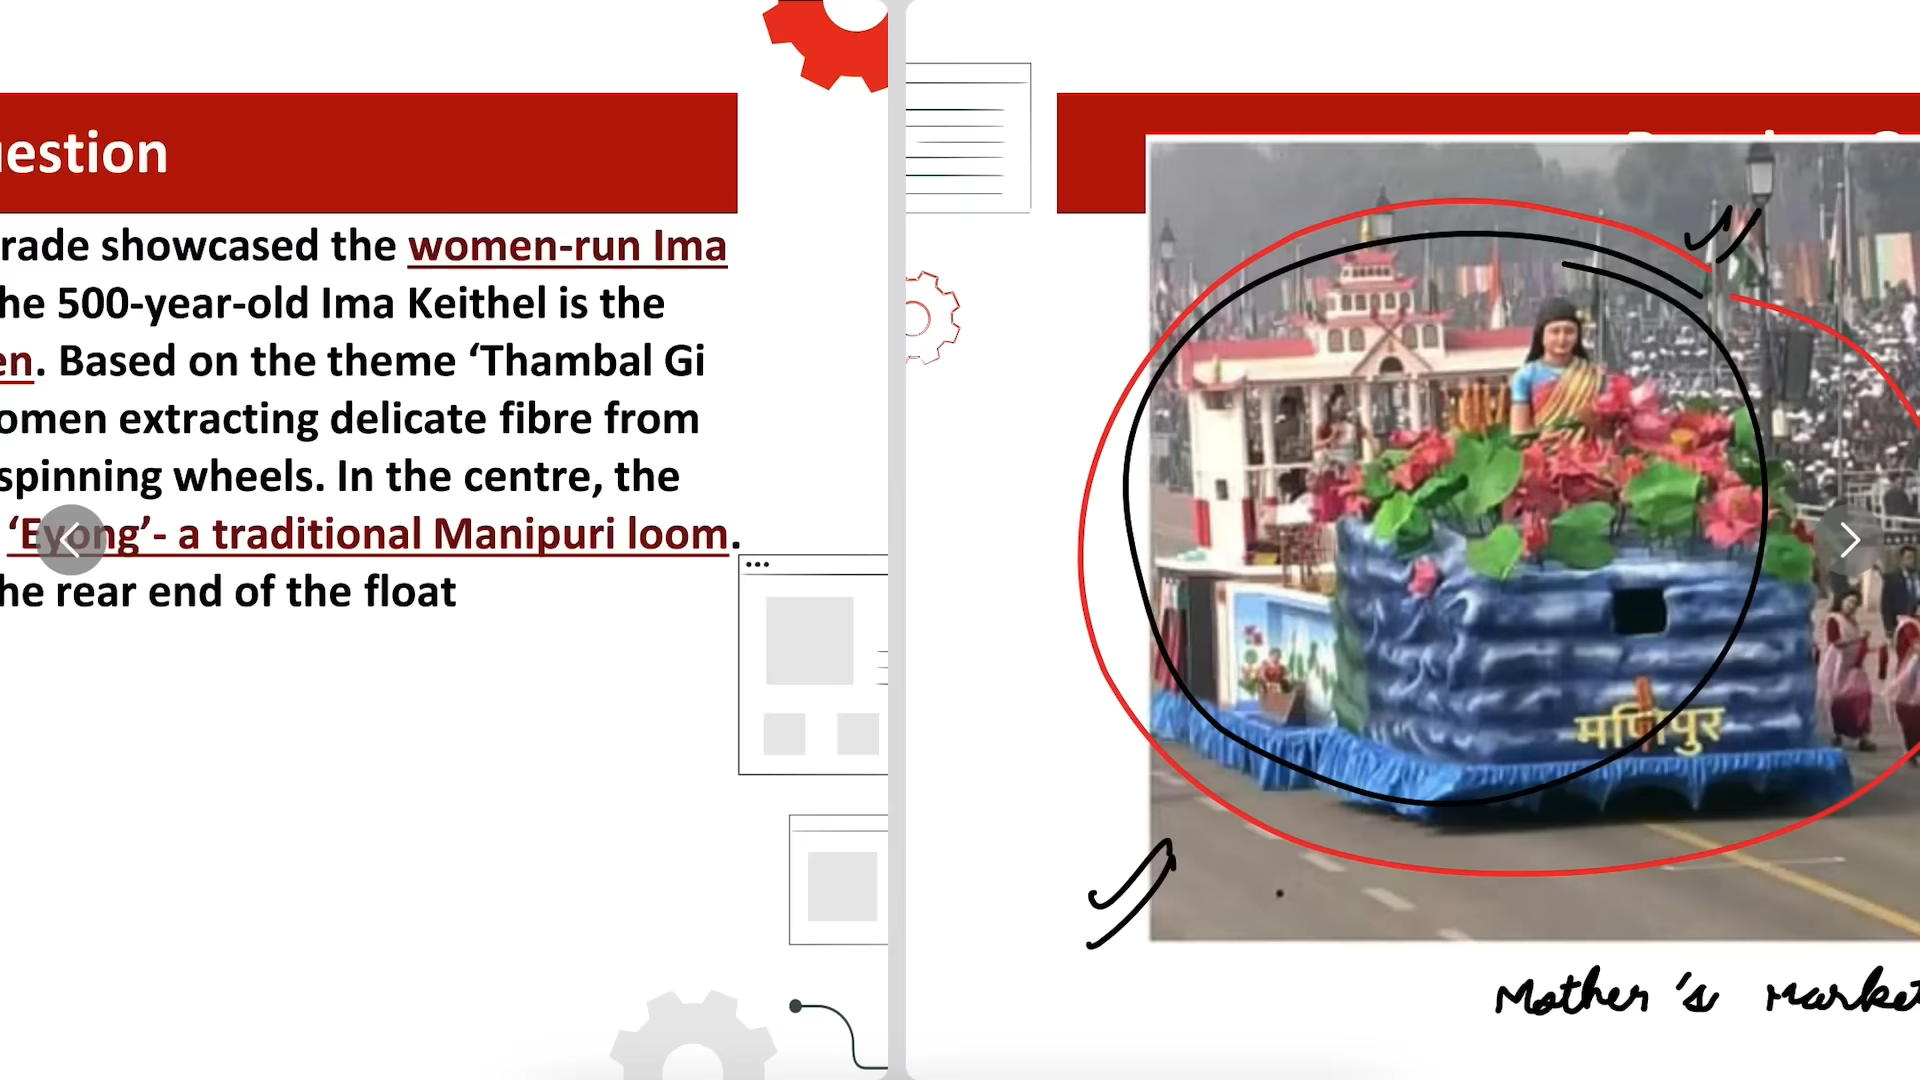 uestion
rade showcased the women-run Ima
he 500-year-old Ima Keithel is the
en. Based on the theme ‘Thambal Gi
omen extracting delicate fibre from
spinning wheels. In the centre, the
‘Eyong’- a traditional Manipuri loom.
he rear end of the float
मणिपुर
Mother's Market